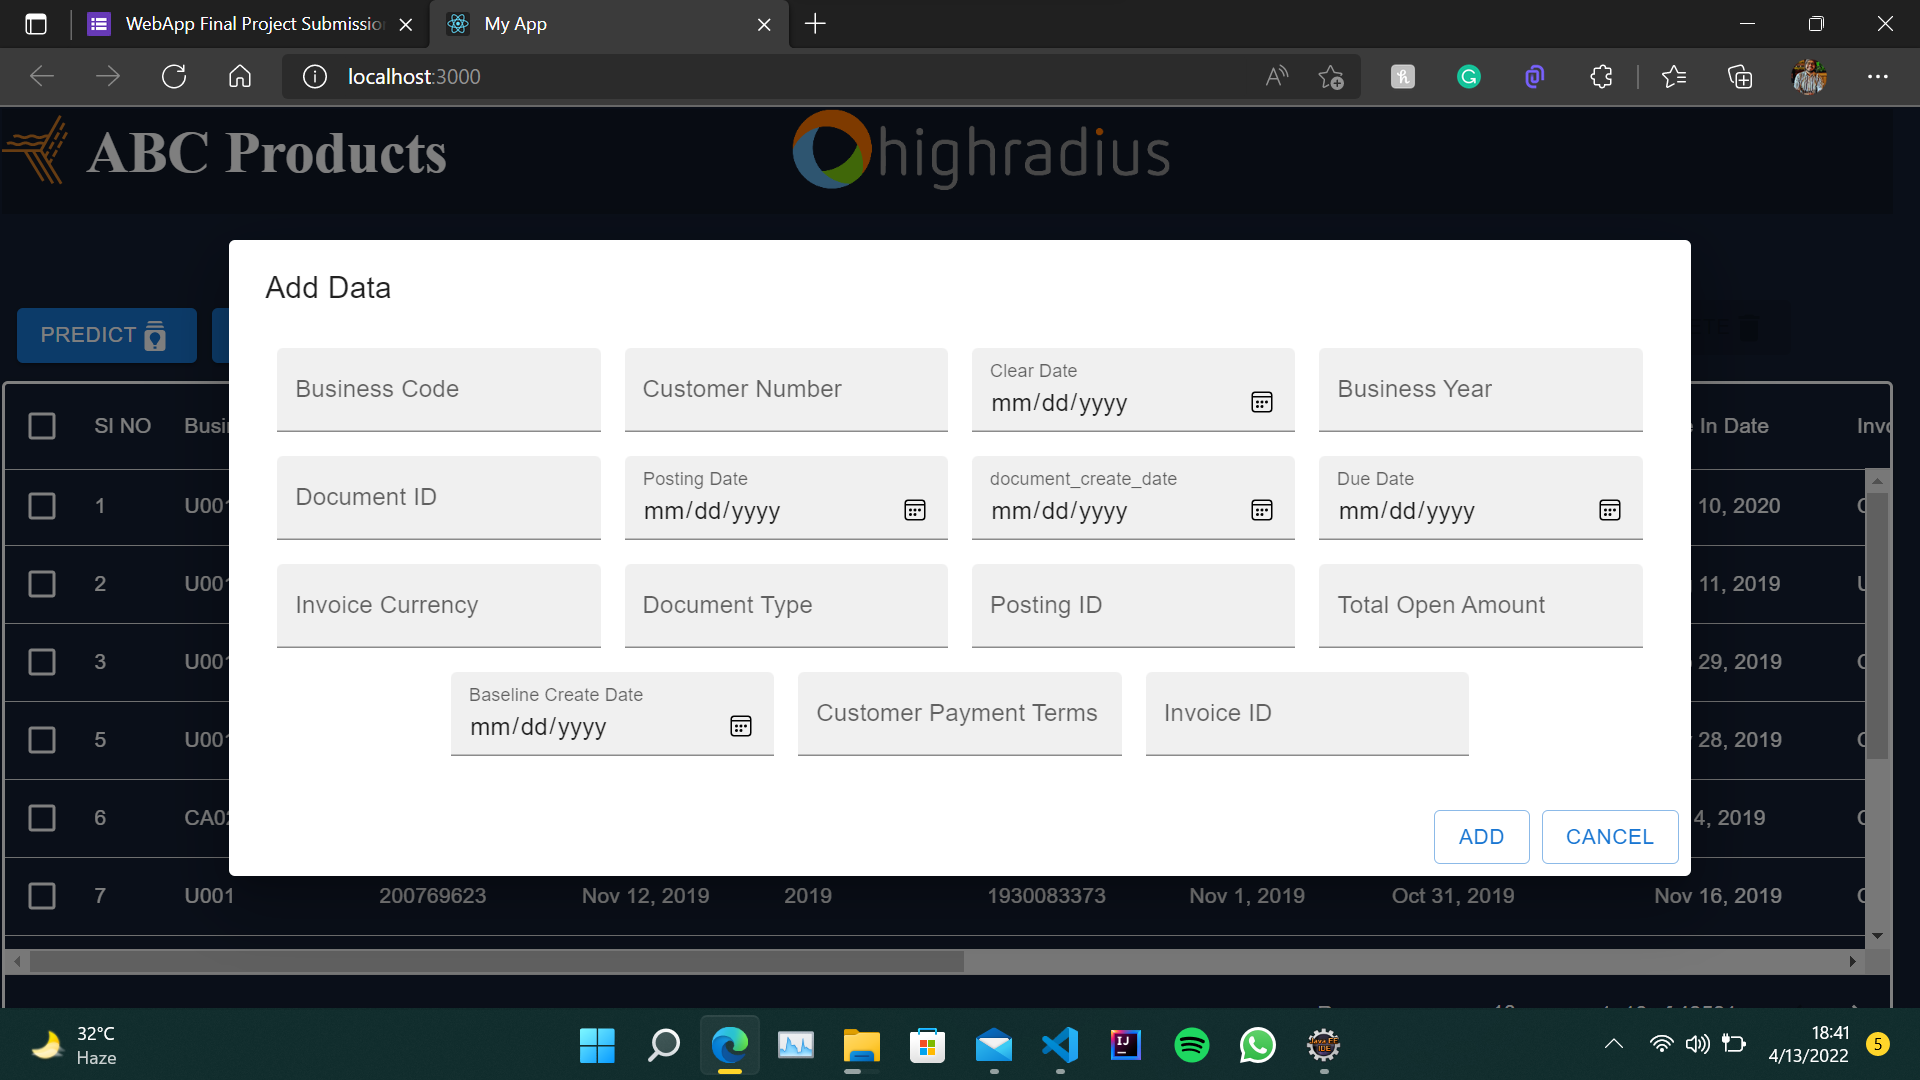 WebApp Final Project Submissio
My App
localhost:3000
ABC Products
highradius
PREDICT
Add Data
Business Code
Customer Number
Clear Date
mm/dd/yyyy
Business Year
Document ID
Posting Date
mm/dd/yyyy
document_create_date
mm/dd/yyyy
Due Date
mm/dd/yyyy
Invoice Currency
Document Type
Posting ID
Total Open Amount
Baseline Create Date
mm/dd/yyyy
Customer Payment Terms
Invoice ID
ADD
CANCEL
Sl NO Busi In Date Inv
1 U001 10, 2020
2 U001 11, 2019
3 U001 29, 2019
5 U001 28, 2019
6 CA02 4, 2019
7 U001 200769623 Nov 12, 2019 2019 1930083373 Nov 1, 2019 Oct 31, 2019 Nov 16, 2019
32°C
Haze
18:41
4/13/2022
5